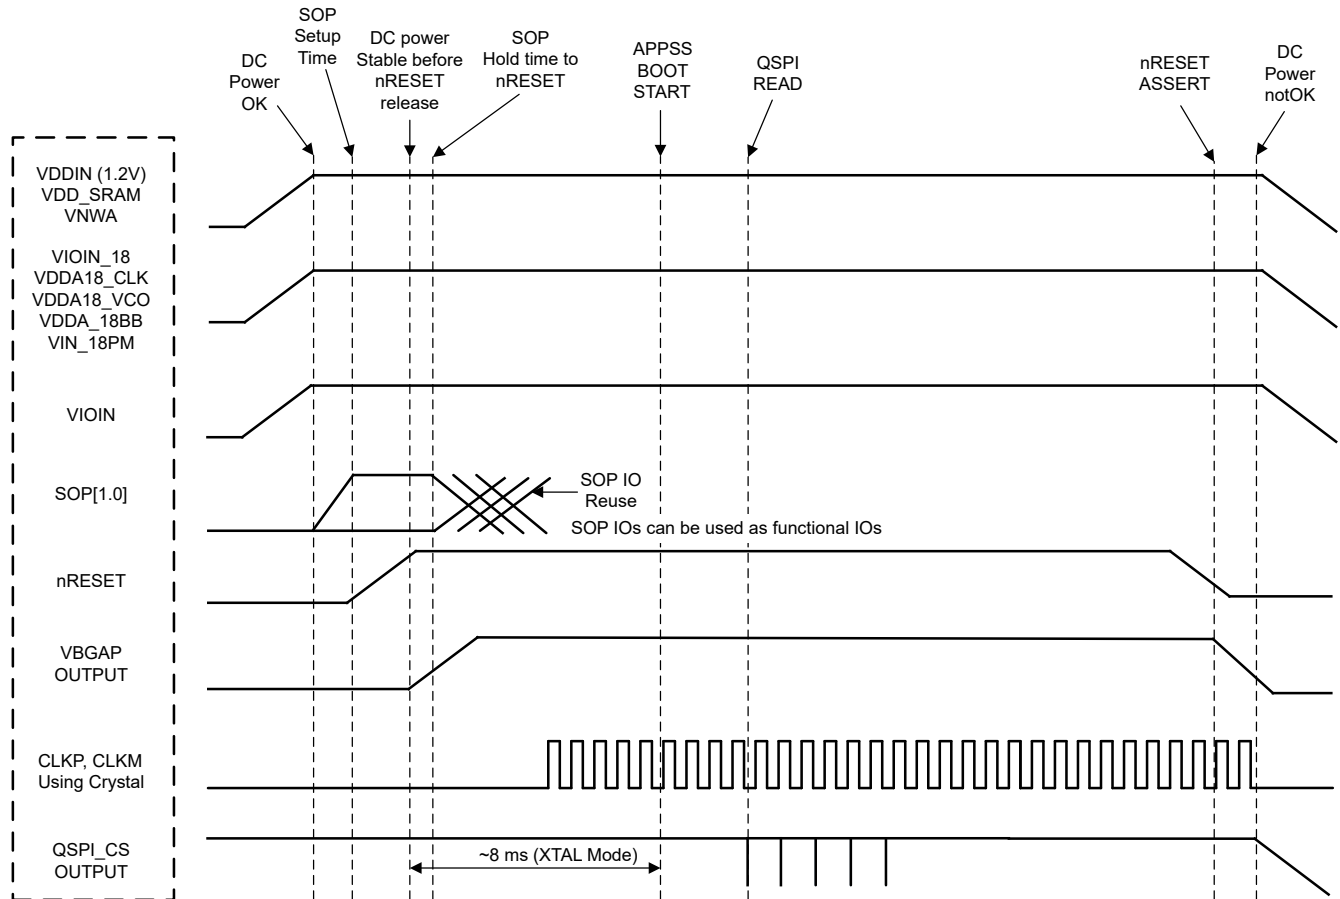 SOP
Setup
Time
DC
Power
OK
DC power
Stable before
nRESET
release
SOP
Hold time to
nRESET
APPSS
BOOT
START
QSPI
READ
nRESET
ASSERT
DC
Power
notOK
VDDIN (1.2V)
VDD_SRAM
VNWA
VIOIN_18
VDDA18_CLK
VDDA18_VCO
VDDA_18BB
VIN_18PM
VIOIN
SOP[1.0]
SOP IO
Reuse
SOP IOs can be used as functional IOs
nRESET
VBGAP
OUTPUT
CLKP, CLKM
Using Crystal
QSPI_CS
OUTPUT
~8 ms (XTAL Mode)